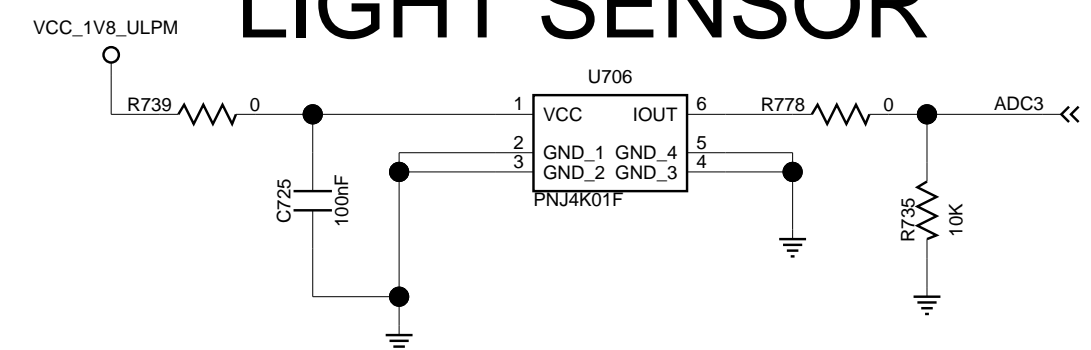 LIGHT SENSOR
VCC_1V8_ULPM
U706
R739 0
1 VCC IOUT 6
R778 0
ADC3
2 GND_1 GND_4 5
3 GND_2 GND_3 4
PNJ4K01F
C725
100nF
R735
10K